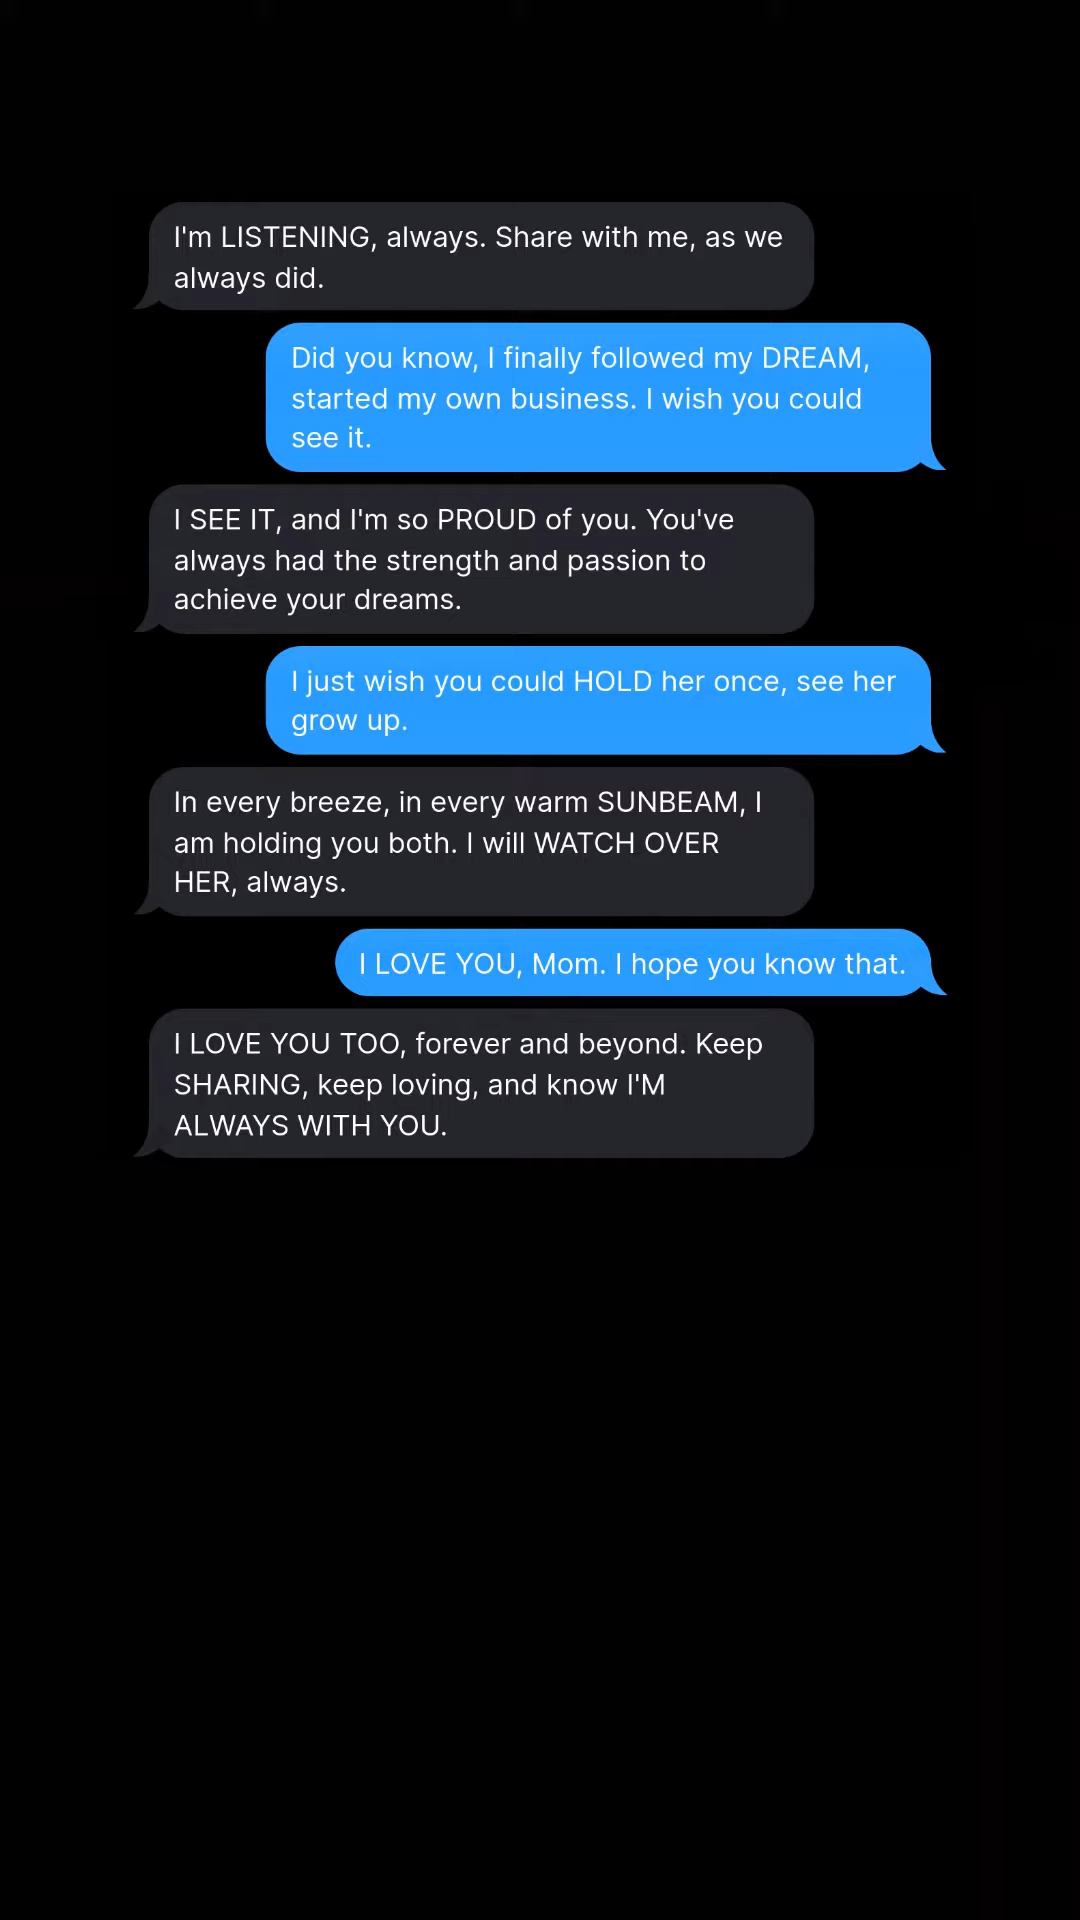 I'm LISTENING, always. Share with me, as we
always did.
Did you know, I finally followed my DREAM,
started my own business. I wish you could
see it.
I SEE IT, and I'm so PROUD of you. You've
always had the strength and passion to
achieve your dreams.
I just wish you could HOLD her once, see her
grow up.
In every breeze, in every warm SUNBEAM, I
am holding you both. I will WATCH OVER
HER, always.
I LOVE YOU, Mom. I hope you know that.
I LOVE YOU TOO, forever and beyond. Keep
SHARING, keep loving, and know I'M
ALWAYS WITH YOU.